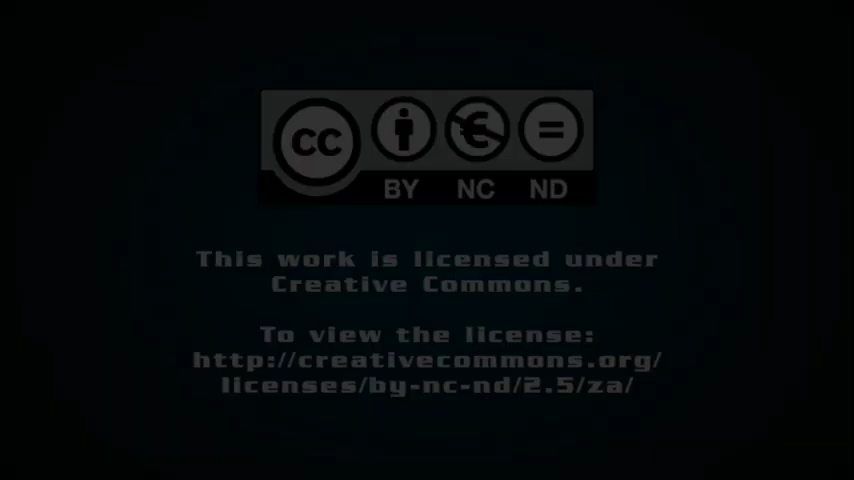 CC
BY NC ND
This work is licensed under
Creative Commons.
To view the license:
http://creativecommons.org/
licenses/by-nc-nd/2.5/za/